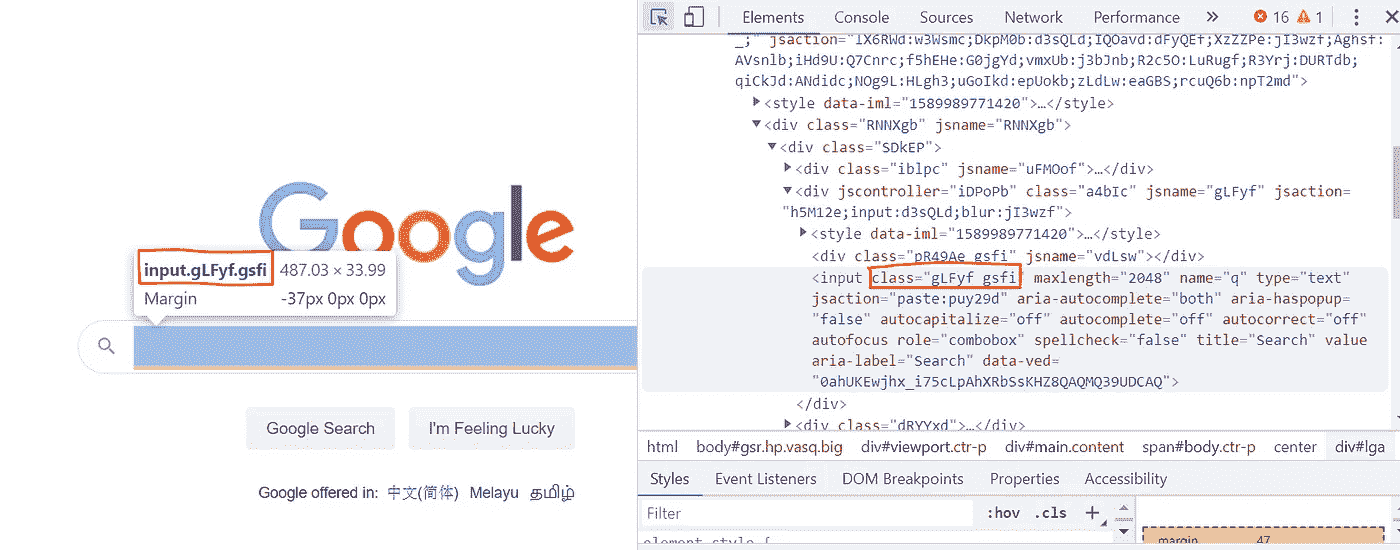 Google
input.gLFyf.gsfi 487.03 × 33.99
Margin -37px 0px 0px
Google Search I'm Feeling Lucky
Google offered in: 中文(简体) Melayu தமிழ்
Elements Console Sources Network Performance » 16 1
_;" jsaction="lX6RWd:w3Wsmc;DkpM0b:d3sQLd;IQOavd:dFyQEf;XzZZPe:jI3wzf;Aghsf:
AVsnlb;iHd9U:Q7Cnrc;f5hEHe:G0jgYd;vmxUb:j3bJnb;R2c5O:LuRugf;R3Yrj:DURTdb;
qiCkJd:ANdidc;NOg9L:HLgh3;uGoIkd:epUokb;zLdLw:eaGBS;rcuQ6b:npT2md">
<style data-iml="1589989771420">…</style>
<div class="RNNXgb" jsname="RNNXgb">
<div class="SDkEP">
<div class="iblpc" jsname="uFMOof">…</div>
<div jscontroller="iDPoPb" class="a4bIc" jsname="gLFyf" jsaction=
"h5M12e;input:d3sQLd;blur:jI3wzf">
<style data-iml="1589989771420">…</style>
<div class="pR49Ae gsfi" jsname="vdLsw"></div>
<input class="gLFyf gsfi" maxlength="2048" name="q" type="text"
jsaction="paste:puy29d" aria-autocomplete="both" aria-haspopup=
"false" autocapitalize="off" autocomplete="off" autocorrect="off"
autofocus role="combobox" spellcheck="false" title="Search" value
aria-label="Search" data-ved=
"0ahUKEwjhx_i75cLpAhXRbSsKHZ8QAQMQ39UDCAQ">
</div>
<div class="dRYYxd">…</div>
html body#gsr.hp.vasq.big div#viewport.ctr-p div#main.content span#body.ctr-p center div#lga
Styles Event Listeners DOM Breakpoints Properties Accessibility
Filter :hov .cls +
element.style {
margin 47